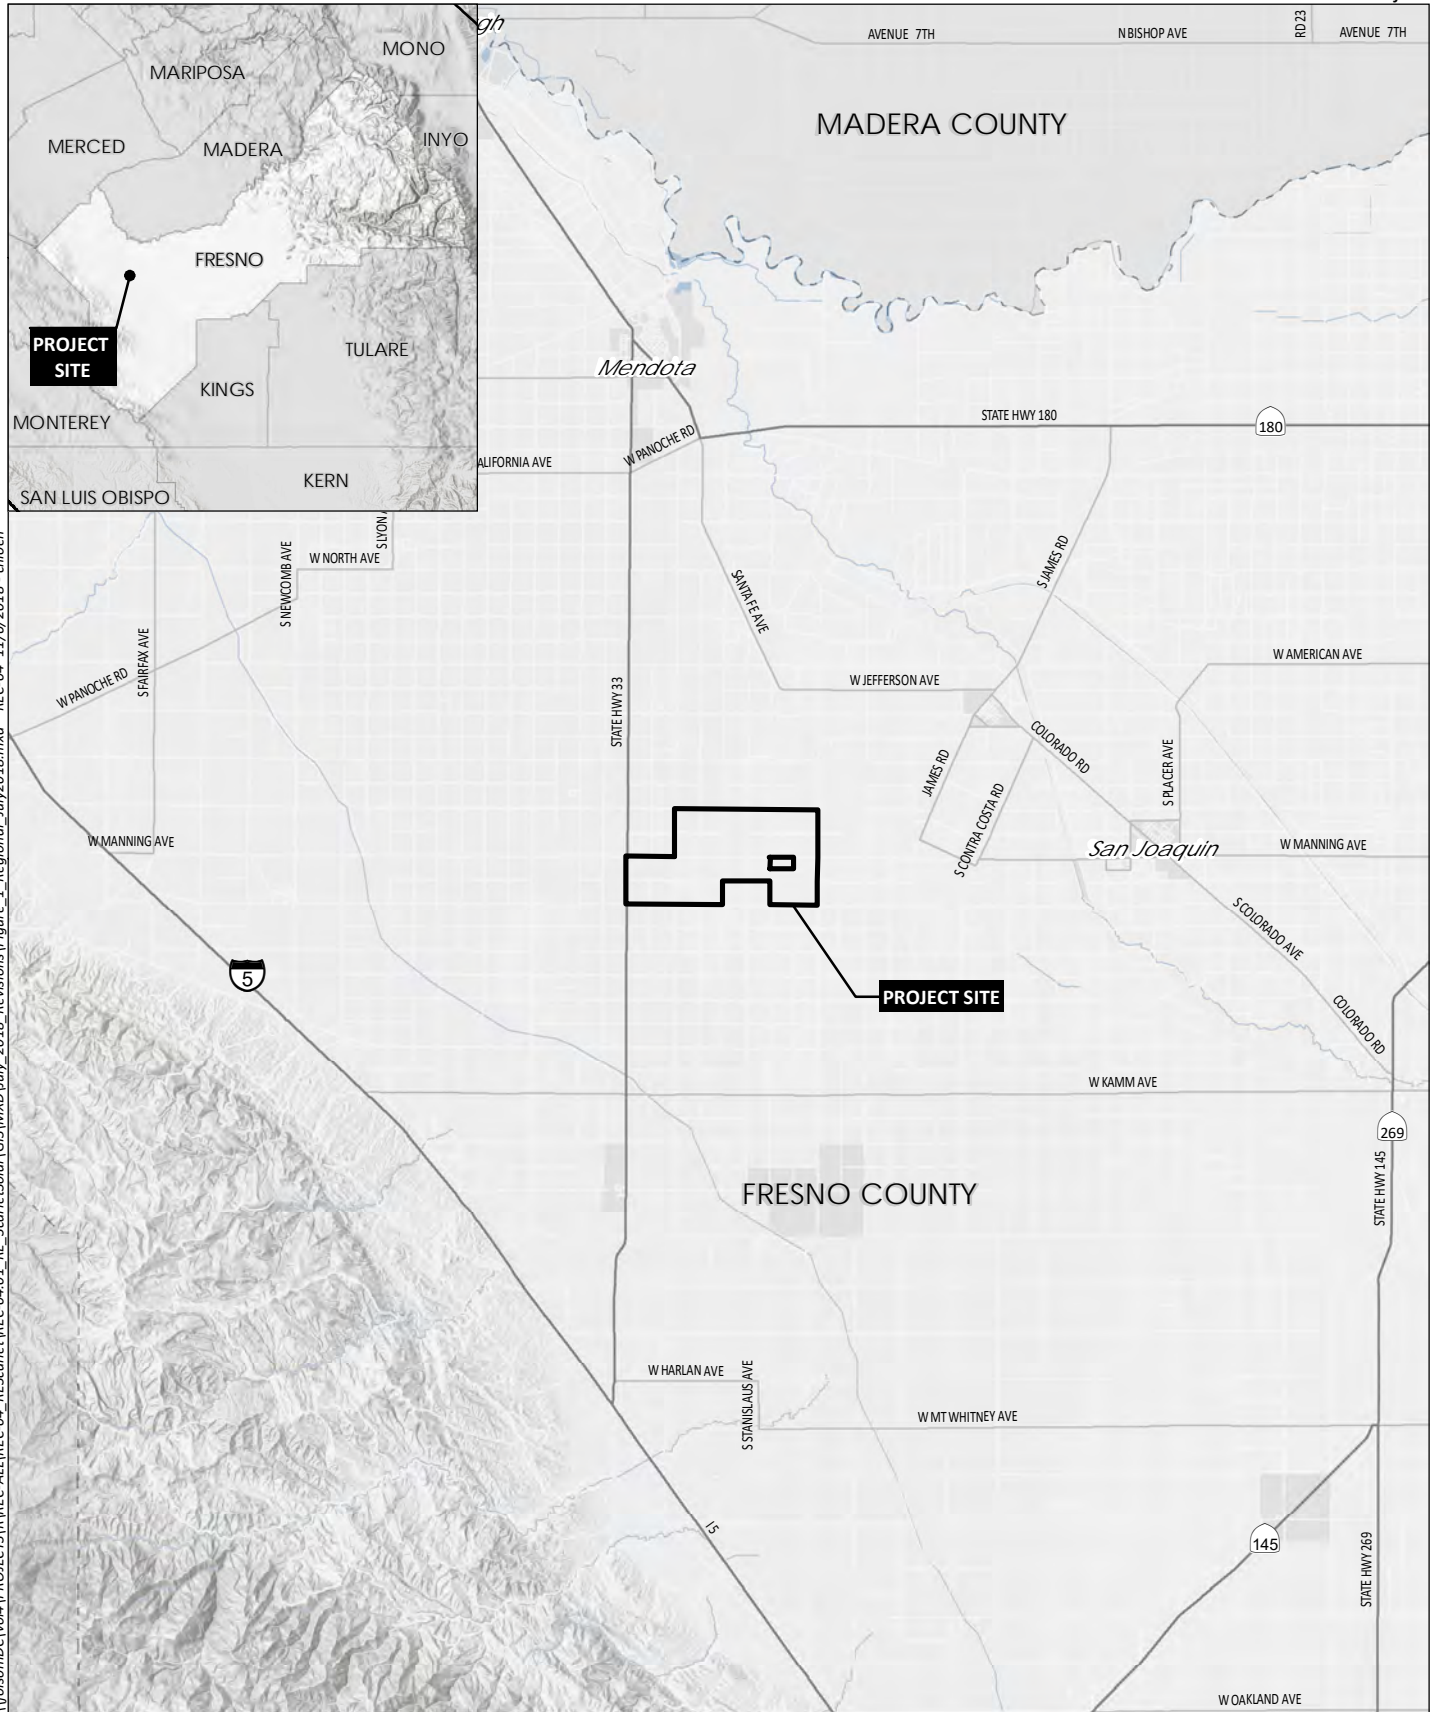 MONO
MARIPOSA
MERCED
MADERA
INYO
FRESNO
PROJECT
SITE
TULARE
KINGS
MONTEREY
KERN
SAN LUIS OBISPO
gh
AVENUE 7TH
N BISHOP AVE
RD 23
AVENUE 7TH
MADERA COUNTY
Mendota
STATE HWY 180
180
W PANOCHE RD
ALIFORNIA AVE
S LYON
W NORTH AVE
S NEWCOMB AVE
SANTA FE AVE
S JAMES RD
S FAIRFAX AVE
W PANOCHE RD
W AMERICAN AVE
W JEFFERSON AVE
STATE HWY 33
COLORADO RD
JAMES RD
S PLACER AVE
S CONTRA COSTA RD
W MANNING AVE
San Joaquin
W MANNING AVE
S COLORADO AVE
5
PROJECT SITE
COLORADO RD
W KAMM AVE
269
STATE HWY 145
FRESNO COUNTY
W HARLAN AVE
S STANISLAUS AVE
W MT WHITNEY AVE
I5
145
STATE HWY 269
W OAKLAND AVE